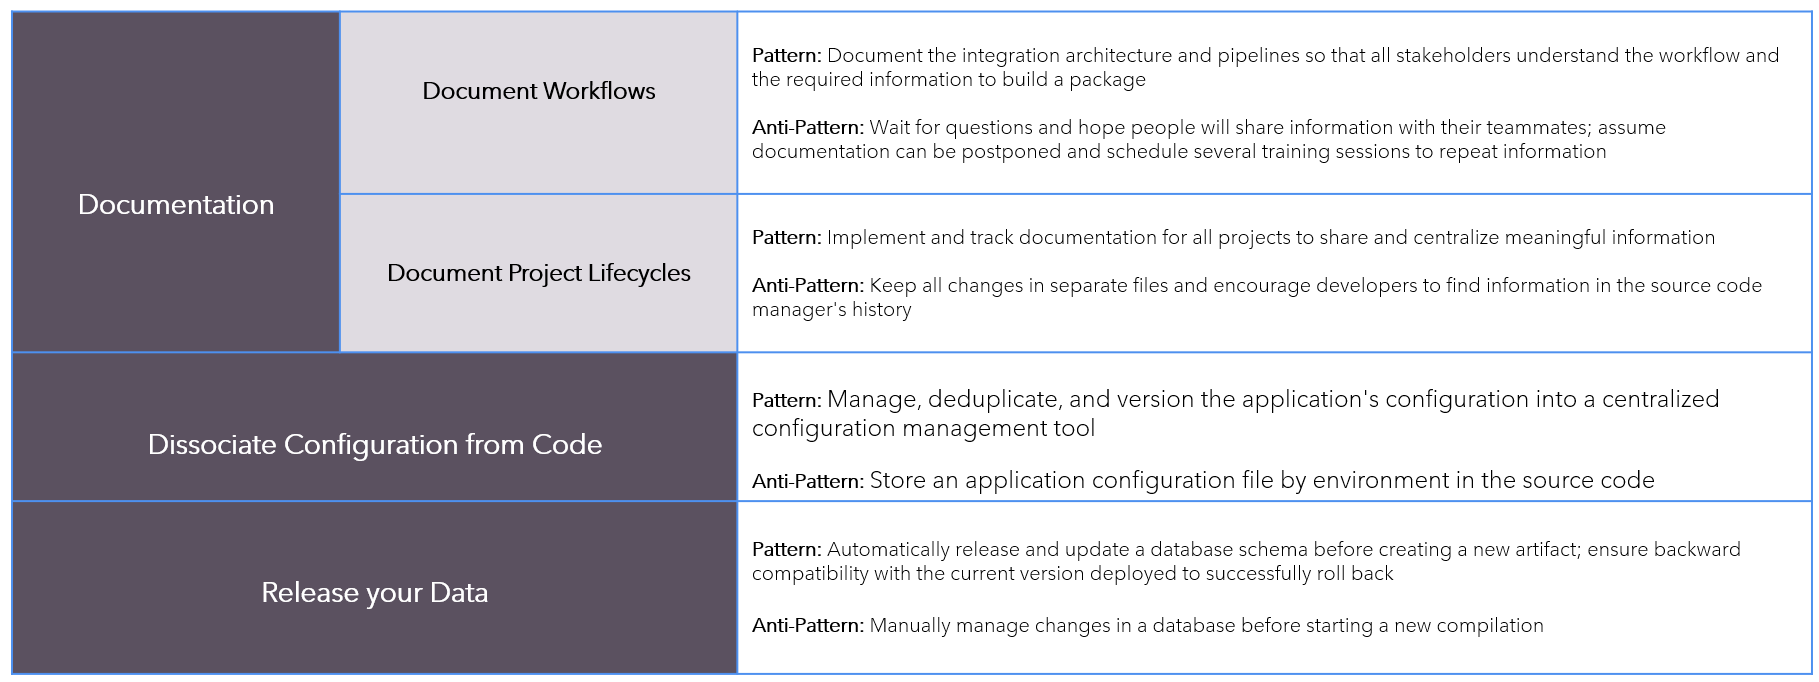 Documentation
Document Workflows
Pattern: Document the integration architecture and pipelines so that all stakeholders understand the workflow and
the required information to build a package
Anti-Pattern: Wait for questions and hope people will share information with their teammates; assume
documentation can be postponed and schedule several training sessions to repeat information
Document Project Lifecycles
Pattern: Implement and track documentation for all projects to share and centralize meaningful information
Anti-Pattern: Keep all changes in separate files and encourage developers to find information in the source code
manager's history
Dissociate Configuration from Code
Pattern: Manage, deduplicate, and version the application's configuration into a centralized
configuration management tool
Anti-Pattern: Store an application configuration file by environment in the source code
Release your Data
Pattern: Automatically release and update a database schema before creating a new artifact; ensure backward
compatibility with the current version deployed to successfully roll back
Anti-Pattern: Manually manage changes in a database before starting a new compilation